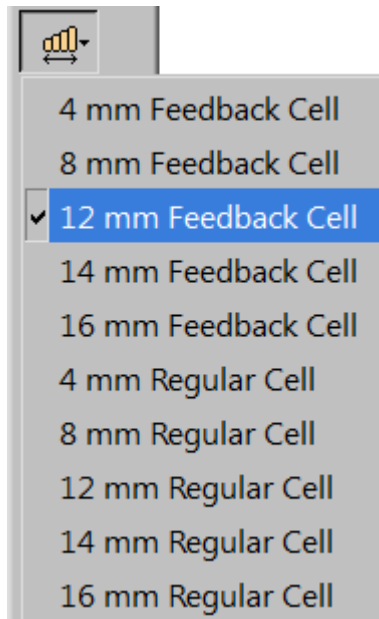 4 mm Feedback Cell
8 mm Feedback Cell
12 mm Feedback Cell
14 mm Feedback Cell
16 mm Feedback Cell
4 mm Regular Cell
8 mm Regular Cell
12 mm Regular Cell
14 mm Regular Cell
16 mm Regular Cell